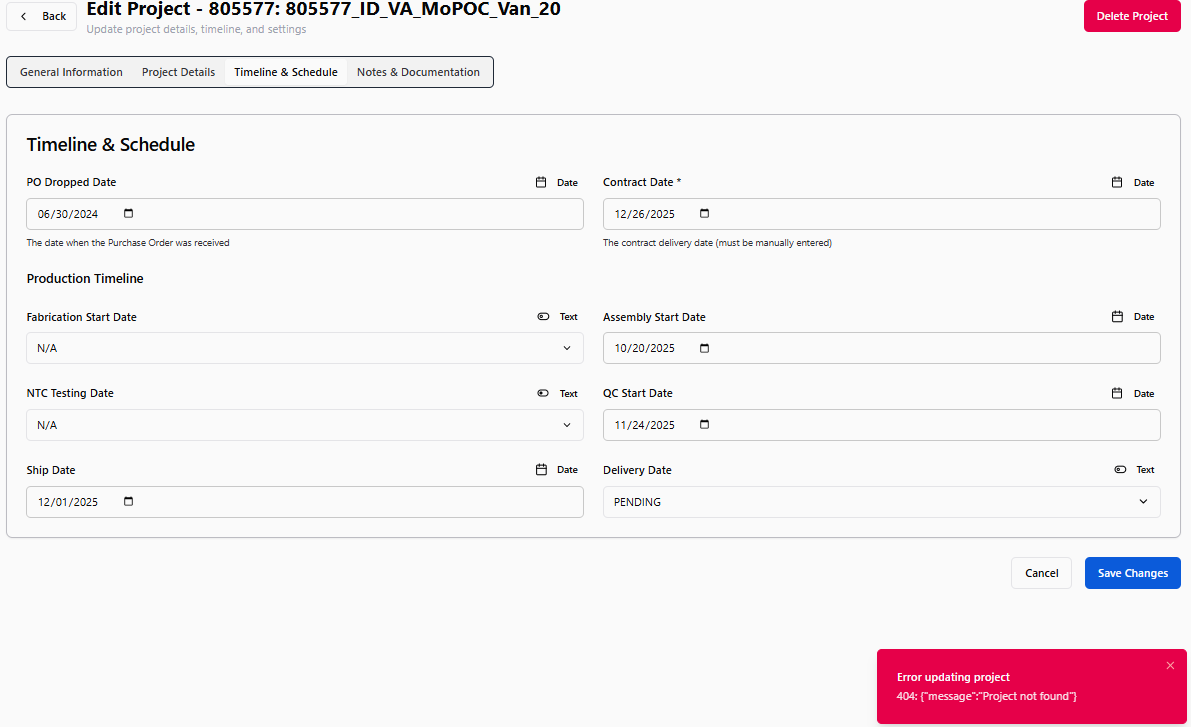 Back
Edit Project - 805577: 805577_ID_VA_MoPOC_Van_20
Update project details, timeline, and settings
Delete Project
General Information Project Details Timeline & Schedule Notes & Documentation
Timeline & Schedule
PO Dropped Date Date
06/30/2024
The date when the Purchase Order was received
Contract Date * Date
12/26/2025
The contract delivery date (must be manually entered)
Production Timeline
Fabrication Start Date Text
N/A
Assembly Start Date Date
10/20/2025
NTC Testing Date Text
N/A
QC Start Date Date
11/24/2025
Ship Date Date
12/01/2025
Delivery Date Text
PENDING
Cancel Save Changes
Error updating project
404: {"message":"Project not found"}